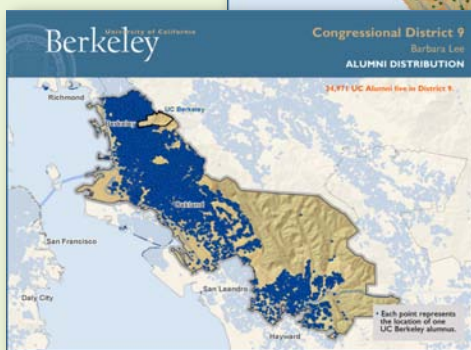 University of California
Berkeley
Congressional District 9
Barbara Lee
ALUMNI DISTRIBUTION
34,971 UC Alumni live in District 9.
Richmond
UC Berkeley
Berkeley
Oakland
San Francisco
Daly City
San Leandro
Hayward
• Each point represents
the location of one
UC Berkeley alumnus.